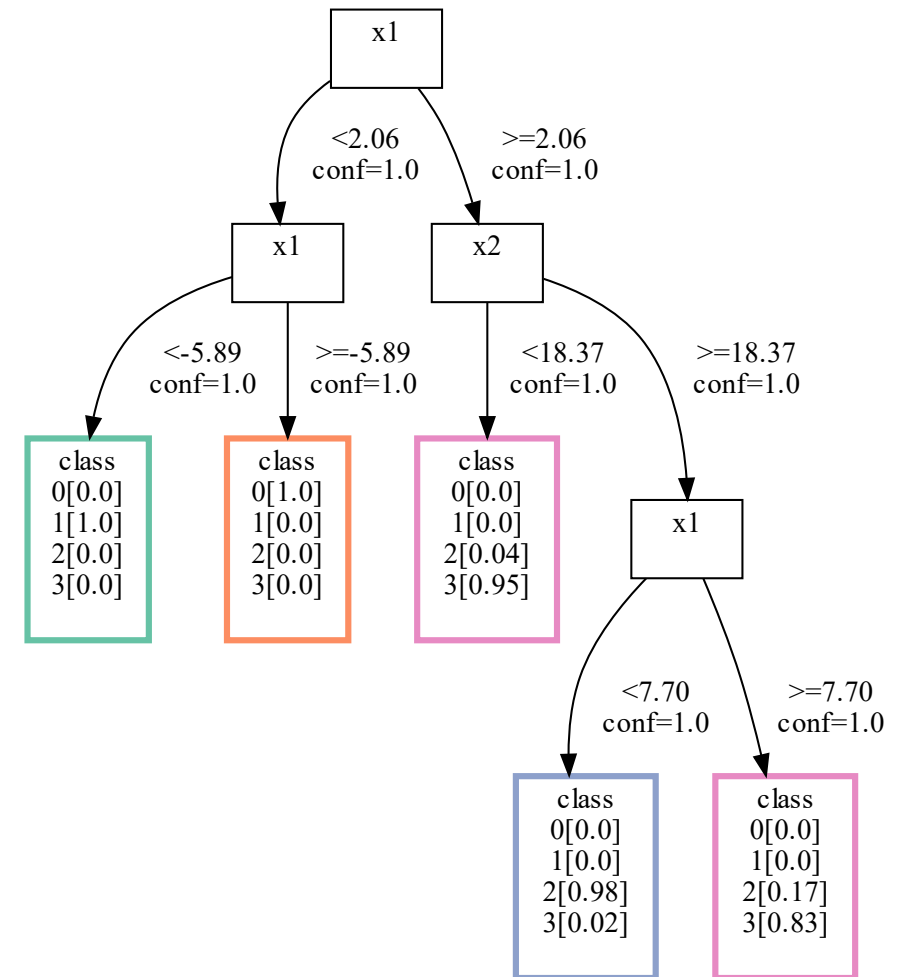 x1
<2.06
conf=1.0
>=2.06
conf=1.0
x1
x2
<-5.89
conf=1.0
>=-5.89
conf=1.0
<18.37
conf=1.0
>=18.37
conf=1.0
class
0[0.0]
1[1.0]
2[0.0]
3[0.0]
class
0[1.0]
1[0.0]
2[0.0]
3[0.0]
class
0[0.0]
1[0.0]
2[0.04]
3[0.95]
x1
<7.70
conf=1.0
>=7.70
conf=1.0
class
0[0.0]
1[0.0]
2[0.98]
3[0.02]
class
0[0.0]
1[0.0]
2[0.17]
3[0.83]